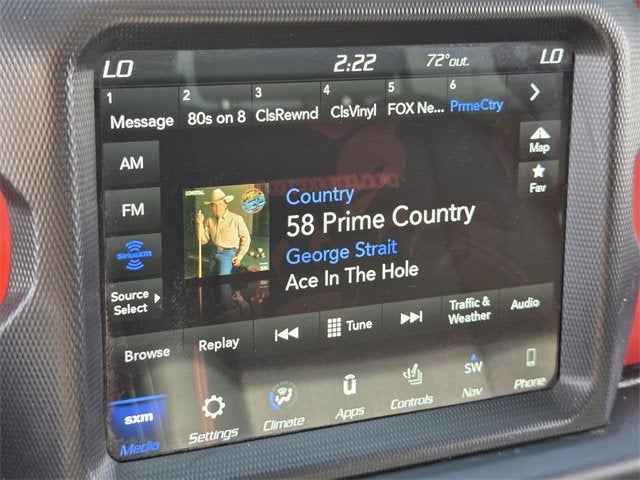 LO 2:22 72°out. LO
1 2 3 4 5 6
Message 80s on 8 ClsRewnd ClsVinyl FOX Ne... PrmeCtry
AM
Map
FM
Fav
SiriusXM
Country
58 Prime Country
George Strait
Ace In The Hole
Source
Select
Browse Replay Tune Traffic &
Weather Audio
sxm SW
Media Settings Climate Apps Controls Nav Phone